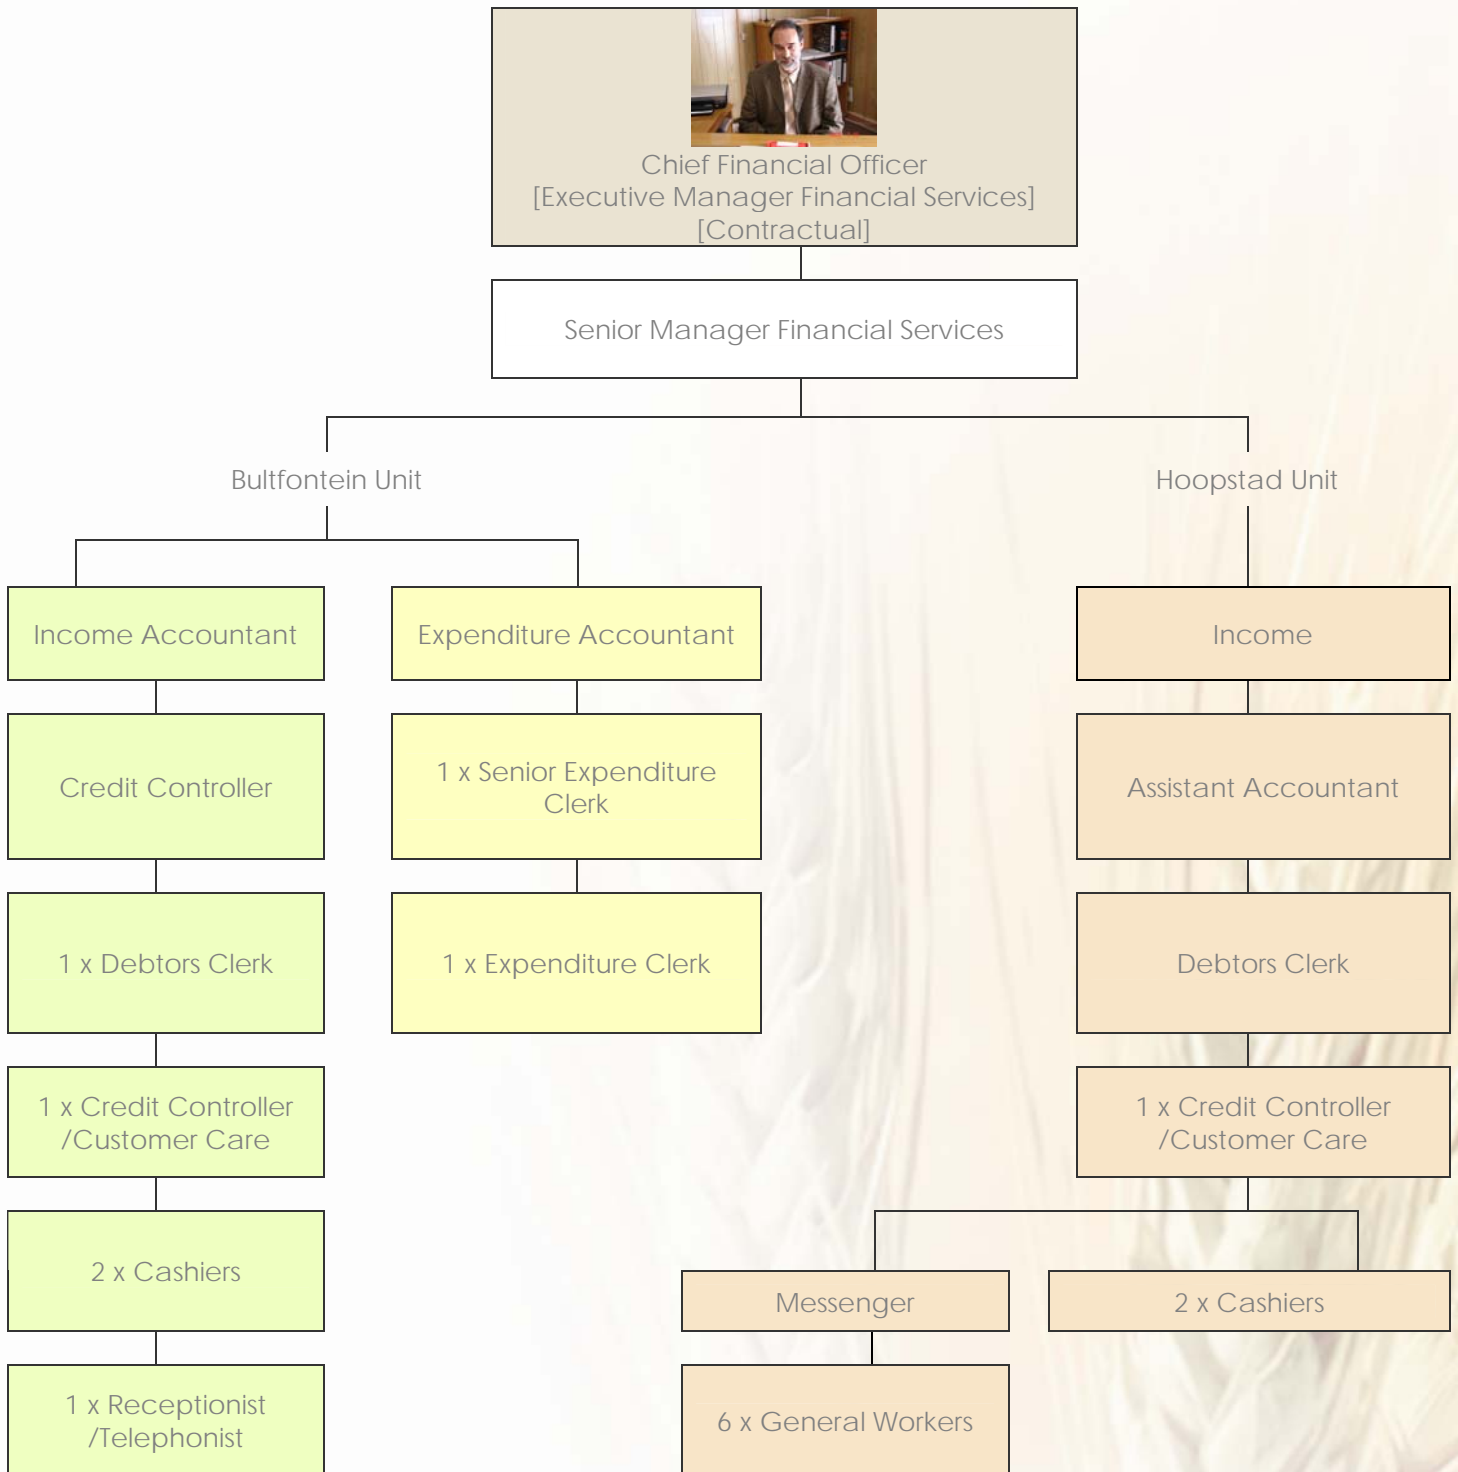 Chief Financial Officer
[Executive Manager Financial Services]
[Contractual]
Senior Manager Financial Services
Bultfontein Unit
Hoopstad Unit
Income Accountant
Expenditure Accountant
Income
Credit Controller
1 x Senior Expenditure
Clerk
Assistant Accountant
1 x Debtors Clerk
1 x Expenditure Clerk
Debtors Clerk
1 x Credit Controller
/Customer Care
1 x Credit Controller
/Customer Care
2 x Cashiers
Messenger
2 x Cashiers
1 x Receptionist
/Telephonist
6 x General Workers